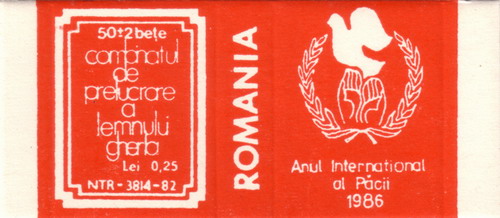 50±2 bețe
combinatul
de
prelucrare
a
lemnului
gherla
Lei 0,25
NTR - 3814 - 82
ROMANIA
Anul International
al Păcii
1986